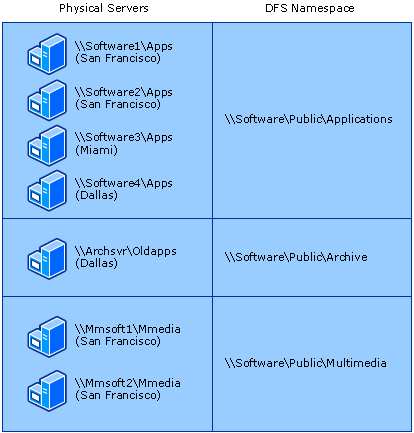 Physical Servers
DFS Namespace
\\Software1\Apps
(San Francisco)
\\Software2\Apps
(San Francisco)
\\Software3\Apps
(Miami)
\\Software4\Apps
(Dallas)
\\Software\Public\Applications
\\Archsvr\Oldapps
(Dallas)
\\Software\Public\Archive
\\Mmsoft1\Mmedia
(San Francisco)
\\Mmsoft2\Mmedia
(San Francisco)
\\Software\Public\Multimedia